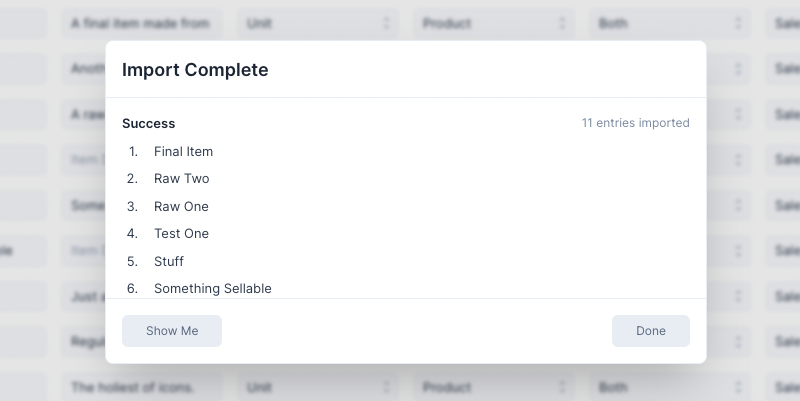 A final item made from Unit Product Both Sale
Import Complete
Success 11 entries imported
1. Final Item
2. Raw Two
3. Raw One
4. Test One
5. Stuff
6. Something Sellable
Show Me Done
The holiest of icons. Unit Product Both Sale